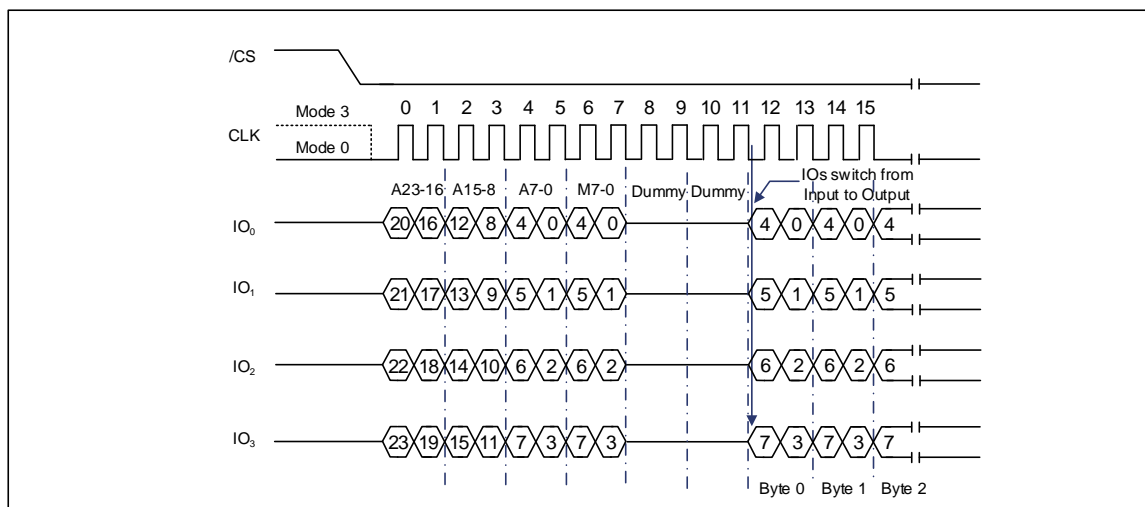 /CS
Mode 3 0 1 2 3 4 5 6 7 8 9 10 11 12 13 14 15
CLK
Mode 0
IOs switch from
A23-16 A15-8 A7-0 M7-0 Dummy Dummy Input to Output
IO0 20 16 12 8 4 0 4 0 4 0 4 0 4
IO1 21 17 13 9 5 1 5 1 5 1 5 1 5
IO2 22 18 14 10 6 2 6 2 6 2 6 2 6
IO3 23 19 15 11 7 3 7 3 7 3 7 3 7
Byte 0 Byte 1 Byte 2